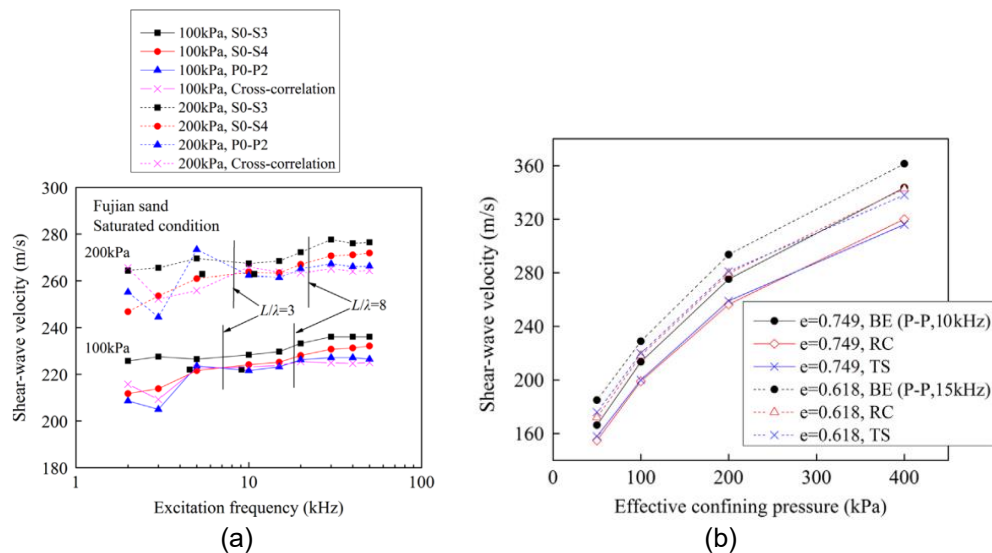 100kPa, S0-S3
100kPa, S0-S4
100kPa, P0-P2
100kPa, Cross-correlation
200kPa, S0-S3
200kPa, S0-S4
200kPa, P0-P2
200kPa, Cross-correlation
300
280
260
240
220
200
180
Shear-wave velocity (m/s)
Fujian sand
Saturated condition
200kPa
L/λ=3
L/λ=8
100kPa
1
10
100
Excitation frequency (kHz)
(a)
360
320
280
240
200
160
Shear-wave velocity (m/s)
e=0.749, BE (P-P,10kHz)
e=0.749, RC
e=0.749, TS
e=0.618, BE (P-P,15kHz)
e=0.618, RC
e=0.618, TS
0
100
200
300
400
Effective confining pressure (kPa)
(b)